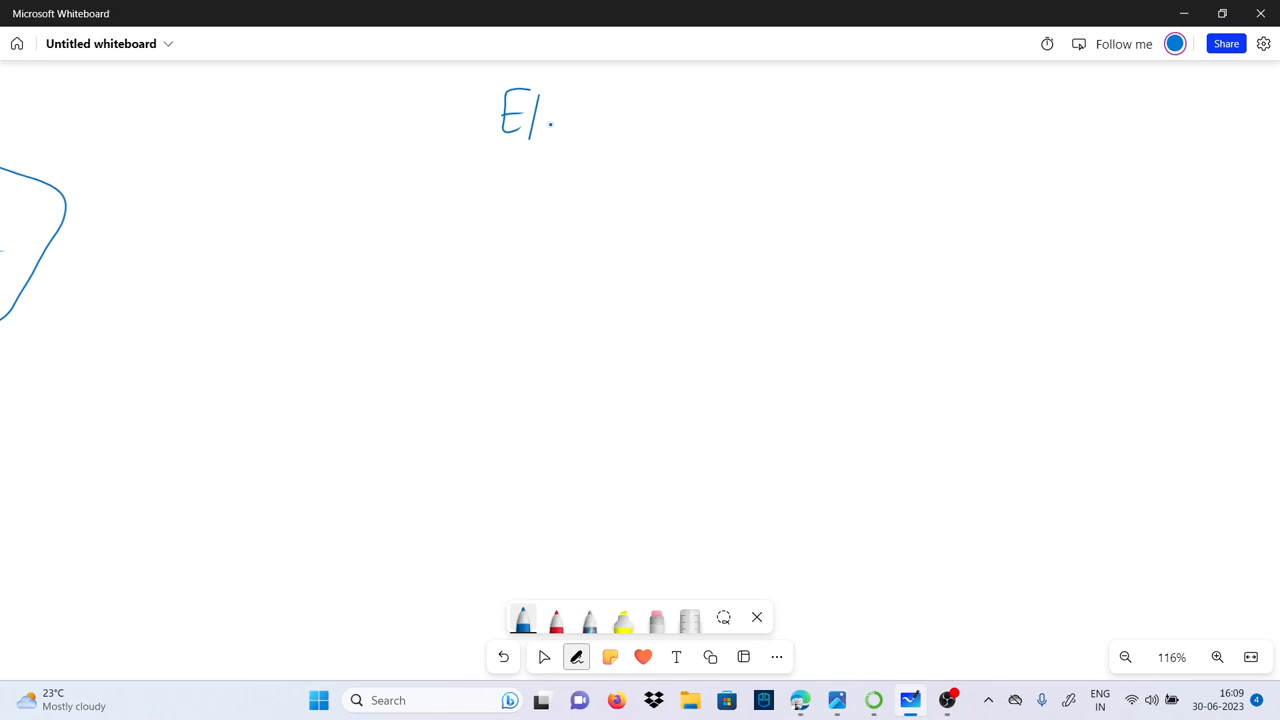 Microsoft Whiteboard
Untitled whiteboard
Follow me
Share
E/.
116%
23°C
Mostly cloudy
Search
ENG
IN
16:09
30-06-2023
4